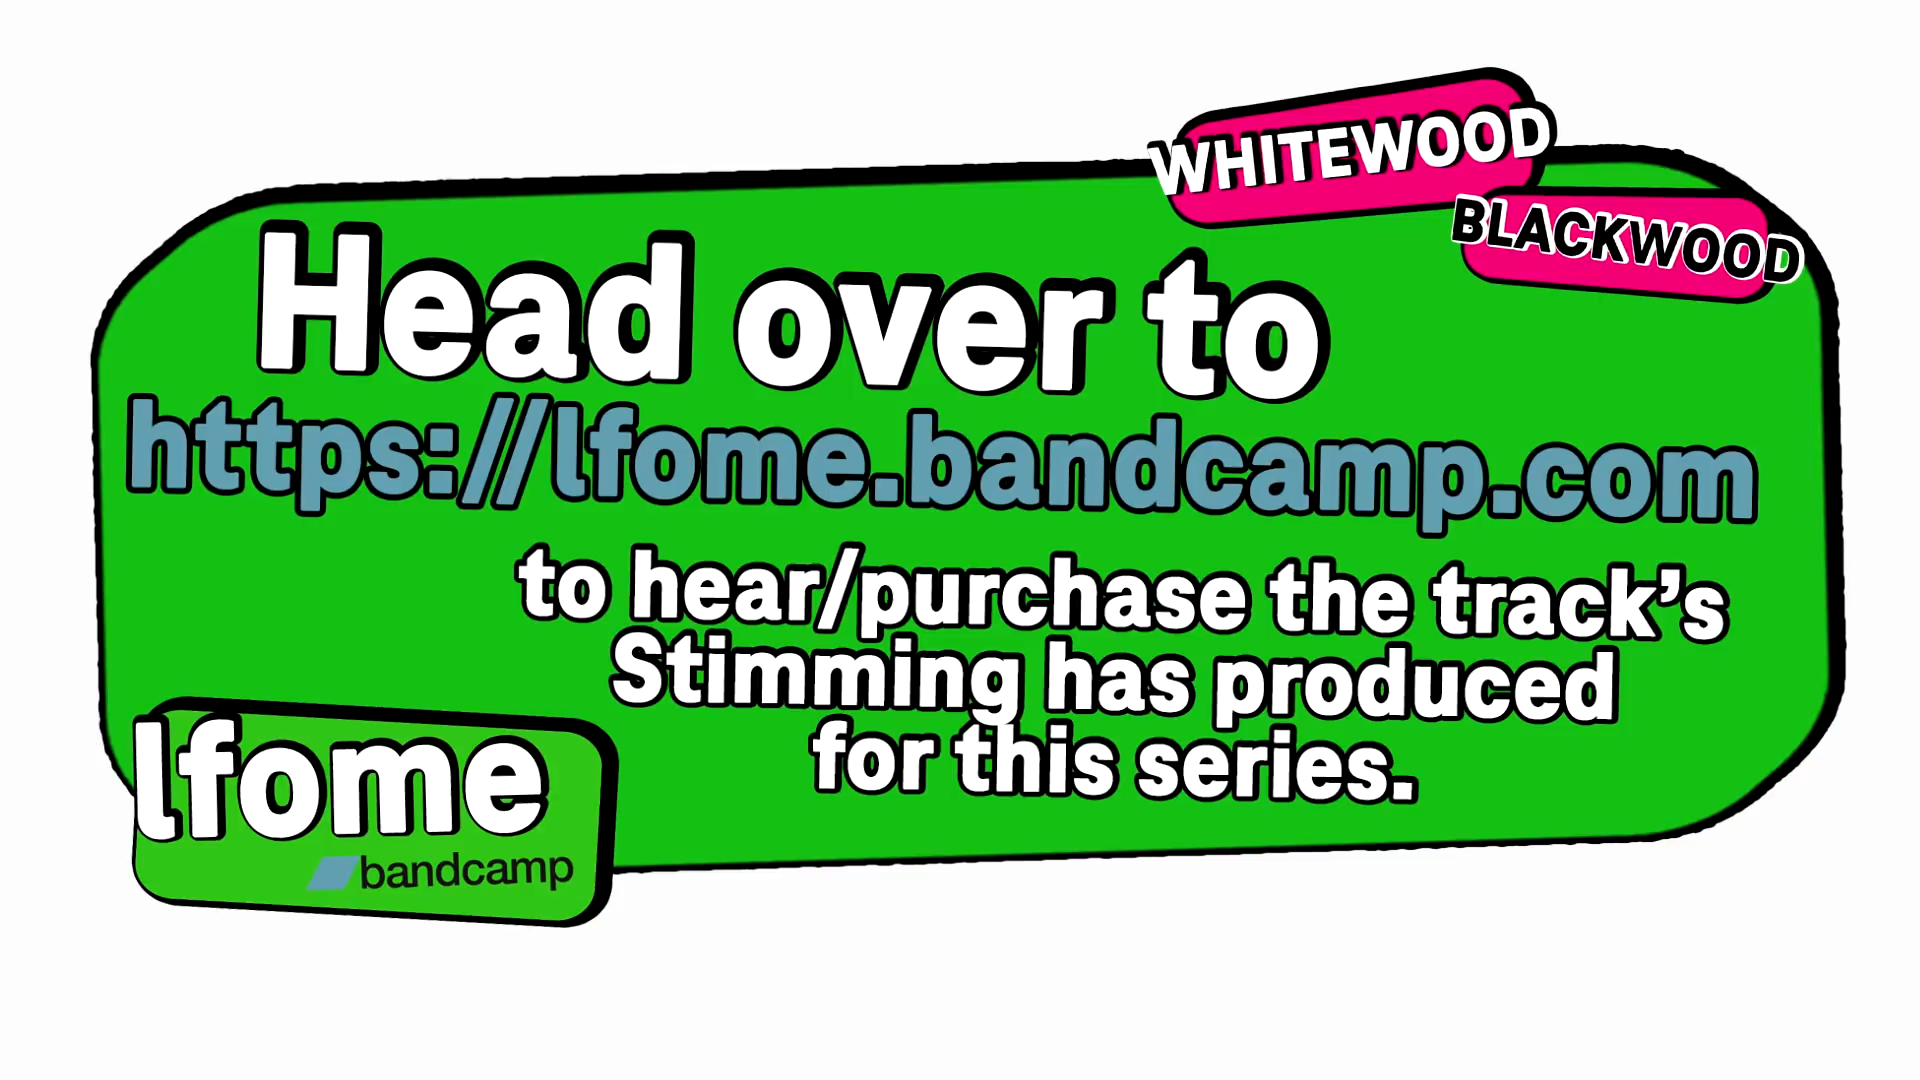 WHITEWOOD
BLACKWOOD
Head over to
https://lfome.bandcamp.com
to hear/purchase the track’s
Stimming has produced
for this series.
lfome
bandcamp